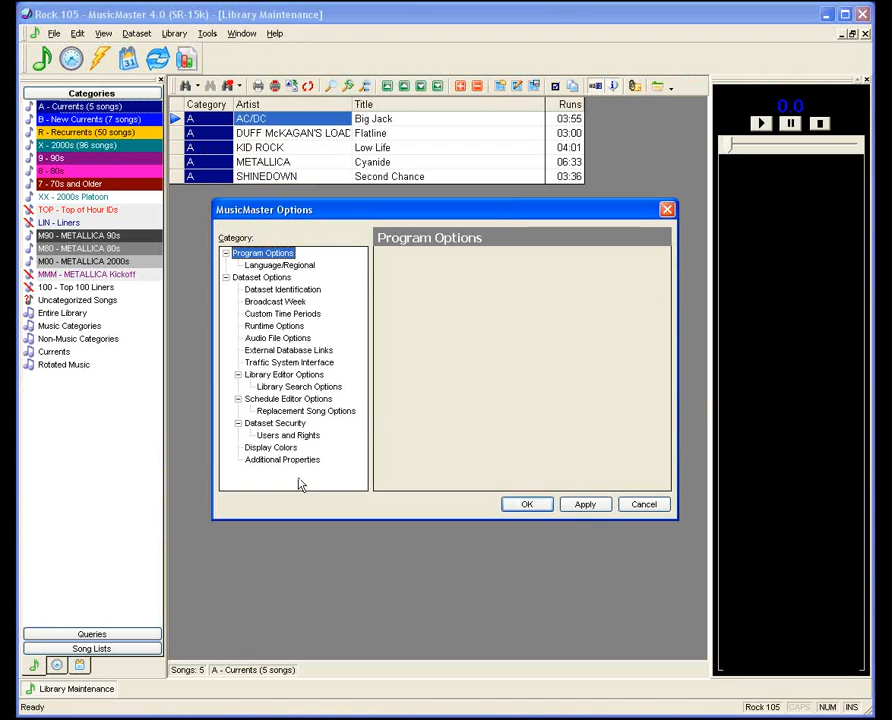 Rock 105 - MusicMaster 4.0 (SR-15k) - [Library Maintenance]
File Edit View Dataset Library Tools Window Help
31
Categories
A - Currents (5 songs)
B - New Currents (7 songs)
R - Recurrents (50 songs)
X - 2000s (96 songs)
9 - 90s
8 - 80s
7 - 70s and Older
XX - 2000s Platoon
TOP - Top of Hour IDs
LIN - Liners
M90 - METALLICA 90s
M80 - METALLICA 80s
M00 - METALLICA 2000s
MMM - METALLICA Kickoff
100 - Top 100 Liners
Uncategorized Songs
Entire Library
Music Categories
Non-Music Categories
Currents
Rotated Music
Queries
Song Lists
Category Artist Title Runs
A AC/DC Big Jack 03:55
A DUFF McKAGAN'S LOAD Flatline 03:00
A KID ROCK Low Life 04:01
A METALLICA Cyanide 06:33
A SHINEDOWN Second Chance 03:36
MusicMaster Options
Category:
Program Options
Language/Regional
Dataset Options
Dataset Identification
Broadcast Week
Custom Time Periods
Runtime Options
Audio File Options
External Database Links
Traffic System Interface
Library Editor Options
Library Search Options
Schedule Editor Options
Replacement Song Options
Dataset Security
Users and Rights
Display Colors
Additional Properties
Program Options
OK Apply Cancel
0.0
Songs: 5 A - Currents (5 songs)
Library Maintenance
Ready Rock 105 CAPS NUM INS